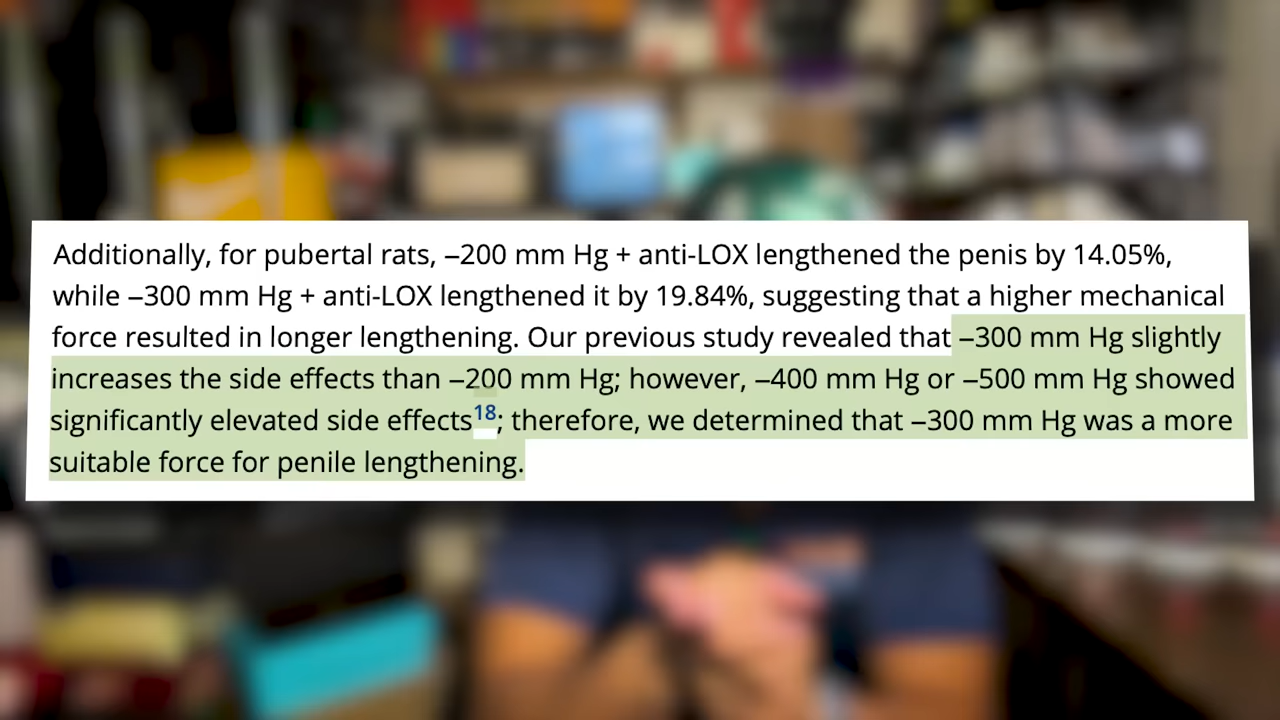 Additionally, for pubertal rats, –200 mm Hg + anti-LOX lengthened the penis by 14.05%,
while –300 mm Hg + anti-LOX lengthened it by 19.84%, suggesting that a higher mechanical
force resulted in longer lengthening. Our previous study revealed that –300 mm Hg slightly
increases the side effects than –200 mm Hg; however, –400 mm Hg or –500 mm Hg showed
significantly elevated side effects18; therefore, we determined that –300 mm Hg was a more
suitable force for penile lengthening.